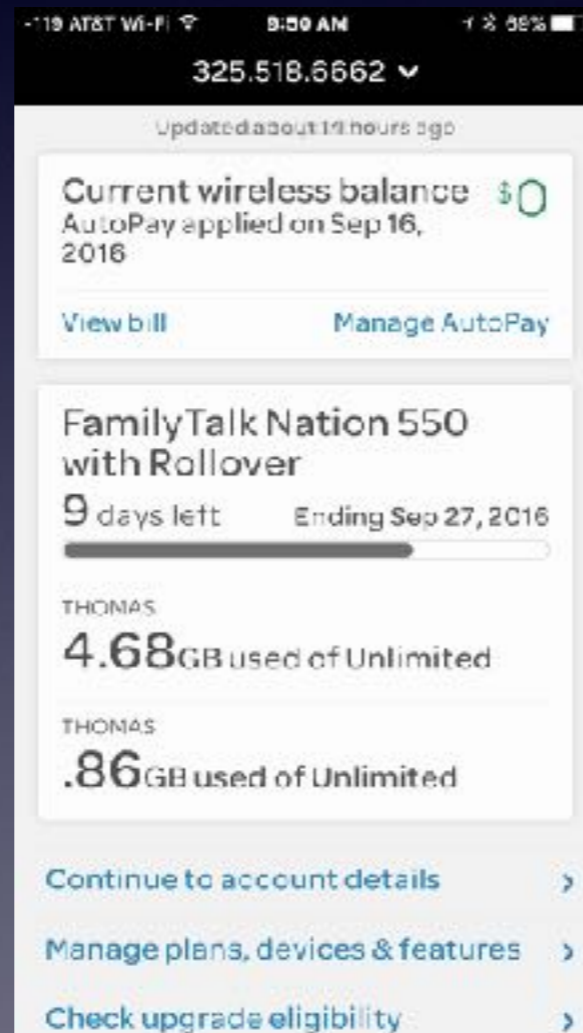 -119 AT&T Wi-Fi 9:50 AM 68%
325.518.6662
Updated about 11 hours ago
Current wireless balance $0
AutoPay applied on Sep 16,
2016
View bill Manage AutoPay
FamilyTalk Nation 550
with Rollover
9 days left Ending Sep 27, 2016
THOMAS
4.68GB used of Unlimited
THOMAS
.86GB used of Unlimited
Continue to account details
Manage plans, devices & features
Check upgrade eligibility